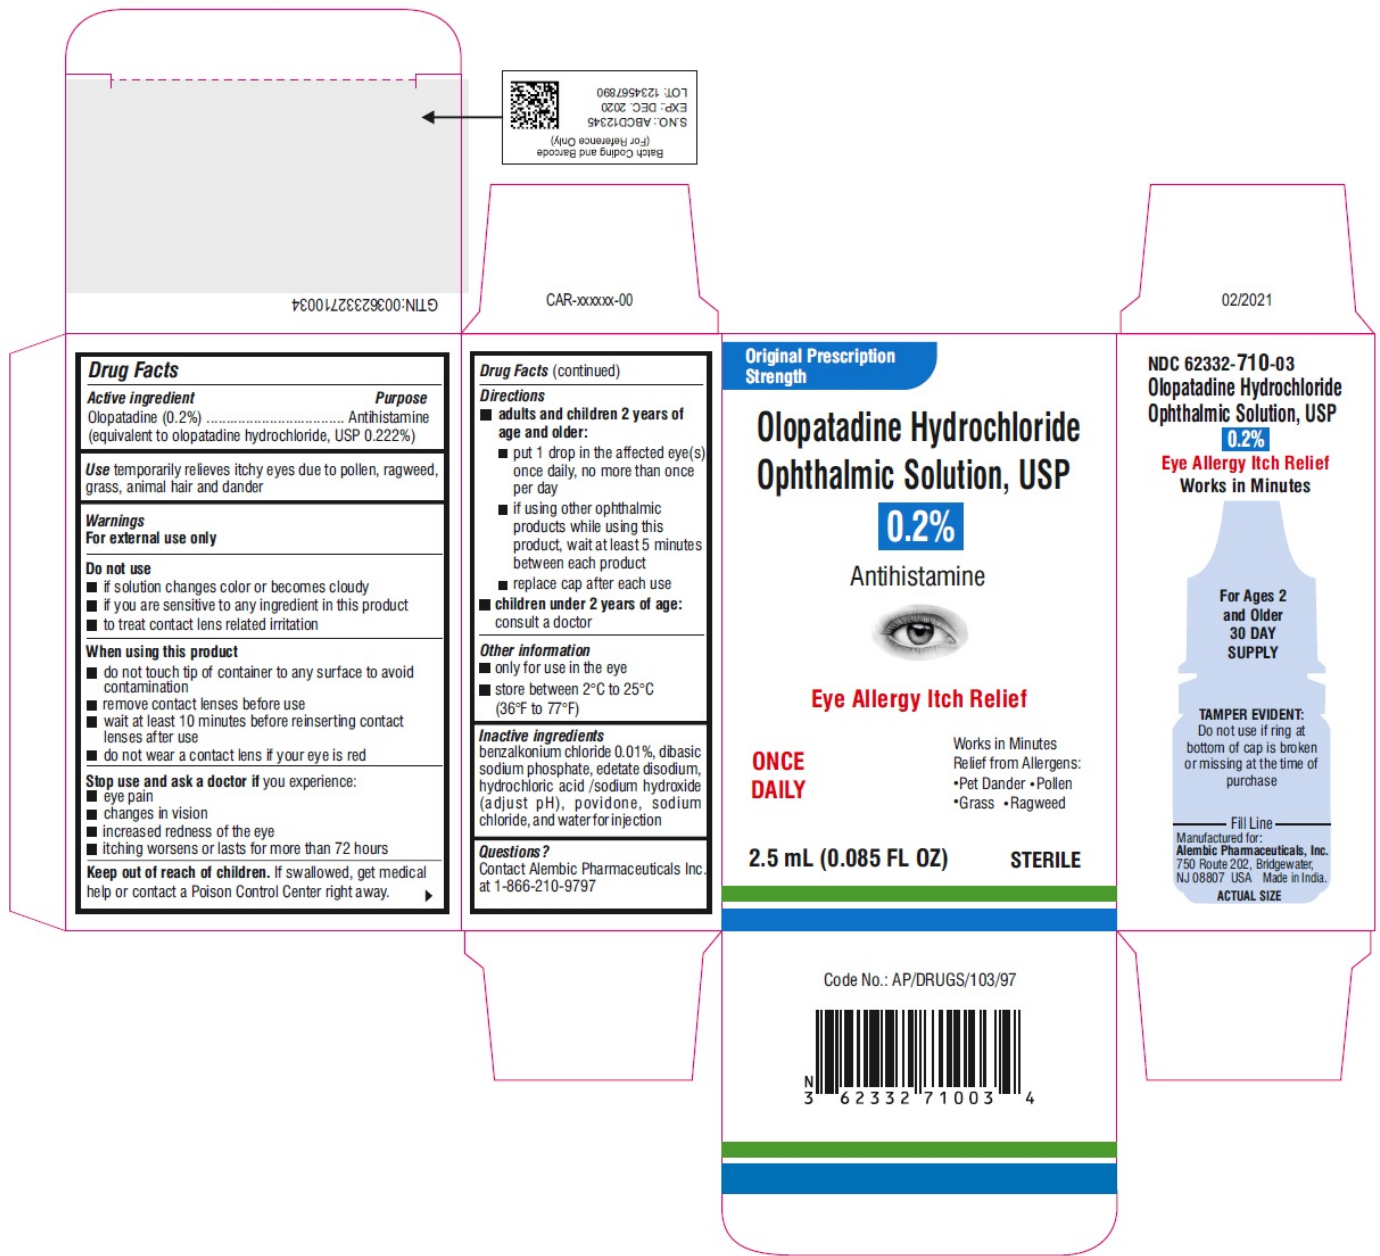 Batch Coding and Barcode
(For Reference Only)
S.NO.: ABCD12345
EXP.: DEC. 2020
LOT: 1234567890
GTIN:00362332710034
CAR-xxxxxx-00
02/2021
Drug Facts
Active ingredient Purpose
Olopatadine (0.2%) ................................... Antihistamine
(equivalent to olopatadine hydrochloride, USP 0.222%)
Use temporarily relieves itchy eyes due to pollen, ragweed,
grass, animal hair and dander
Warnings
For external use only
Do not use
■ if solution changes color or becomes cloudy
■ if you are sensitive to any ingredient in this product
■ to treat contact lens related irritation
When using this product
■ do not touch tip of container to any surface to avoid
contamination
■ remove contact lenses before use
■ wait at least 10 minutes before reinserting contact
lenses after use
■ do not wear a contact lens if your eye is red
Stop use and ask a doctor if you experience:
■ eye pain
■ changes in vision
■ increased redness of the eye
■ itching worsens or lasts for more than 72 hours
Keep out of reach of children. If swallowed, get medical
help or contact a Poison Control Center right away.
Drug Facts (continued)
Directions
■ adults and children 2 years of
age and older:
■ put 1 drop in the affected eye(s)
once daily, no more than once
per day
■ if using other ophthalmic
products while using this
product, wait at least 5 minutes
between each product
■ replace cap after each use
■ children under 2 years of age:
consult a doctor
Other information
■ only for use in the eye
■ store between 2°C to 25°C
(36°F to 77°F)
Inactive ingredients
benzalkonium chloride 0.01%, dibasic
sodium phosphate, edetate disodium,
hydrochloric acid /sodium hydroxide
(adjust pH), povidone, sodium
chloride, and water for injection
Questions?
Contact Alembic Pharmaceuticals Inc.
at 1-866-210-9797
Original Prescription
Strength
Olopatadine Hydrochloride
Ophthalmic Solution, USP
0.2%
Antihistamine
Eye Allergy Itch Relief
ONCE
DAILY
Works in Minutes
Relief from Allergens:
•Pet Dander •Pollen
•Grass •Ragweed
2.5 mL (0.085 FL OZ) STERILE
Code No.: AP/DRUGS/103/97
N
3 62332 71003 4
NDC 62332-710-03
Olopatadine Hydrochloride
Ophthalmic Solution, USP
0.2%
Eye Allergy Itch Relief
Works in Minutes
For Ages 2
and Older
30 DAY
SUPPLY
TAMPER EVIDENT:
Do not use if ring at
bottom of cap is broken
or missing at the time of
purchase
Fill Line
Manufactured for:
Alembic Pharmaceuticals, Inc.
750 Route 202, Bridgewater,
NJ 08807 USA Made in India.
ACTUAL SIZE